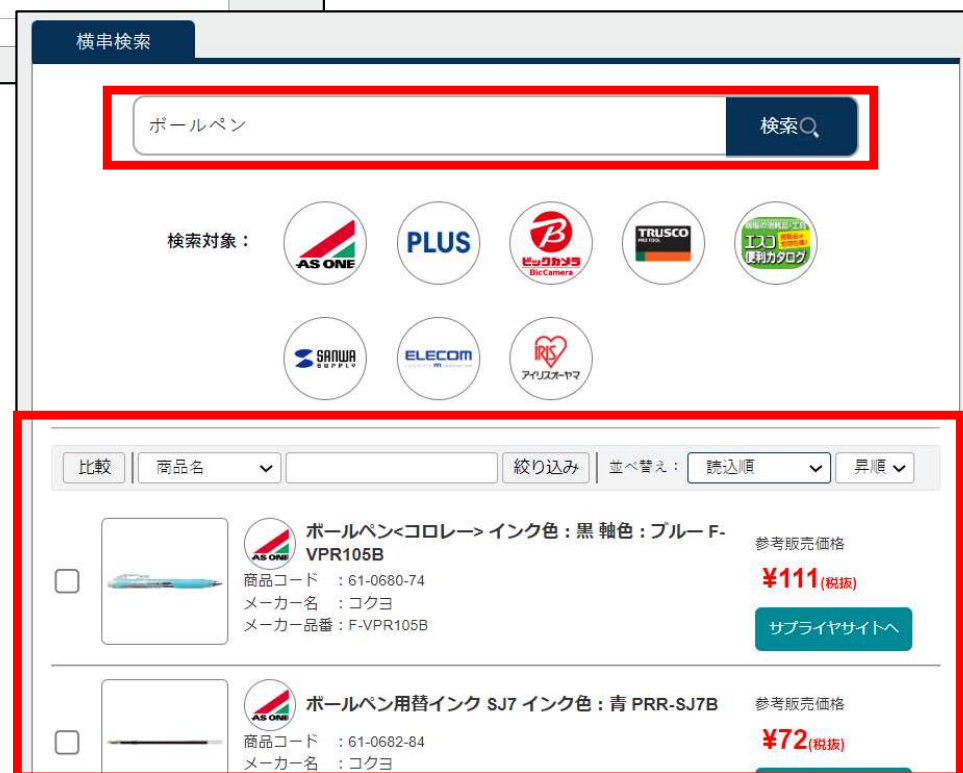 横串検索
ボールペン
検索
検索対象：
AS ONE
PLUS
B
ビックカメラ
BicCamera
TRUSCO
PRO TOOL
エスコ
便利カタログ
SANWA
SUPPLY
ELECOM
IRIS
アイリスオーヤマ
比較 商品名 絞り込み 並べ替え： 読込順 昇順
AS ONE
ボールペン<コロレー> インク色：黒 軸色：ブルー F-
VPR105B
商品コード ：61-0680-74
メーカー名 ：コクヨ
メーカー品番：F-VPR105B
参考販売価格
¥111(税抜)
サプライヤサイトへ
AS ONE
ボールペン用替インク SJ7 インク色：青 PRR-SJ7B
商品コード ：61-0682-84
メーカー名 ：コクヨ
参考販売価格
¥72(税抜)